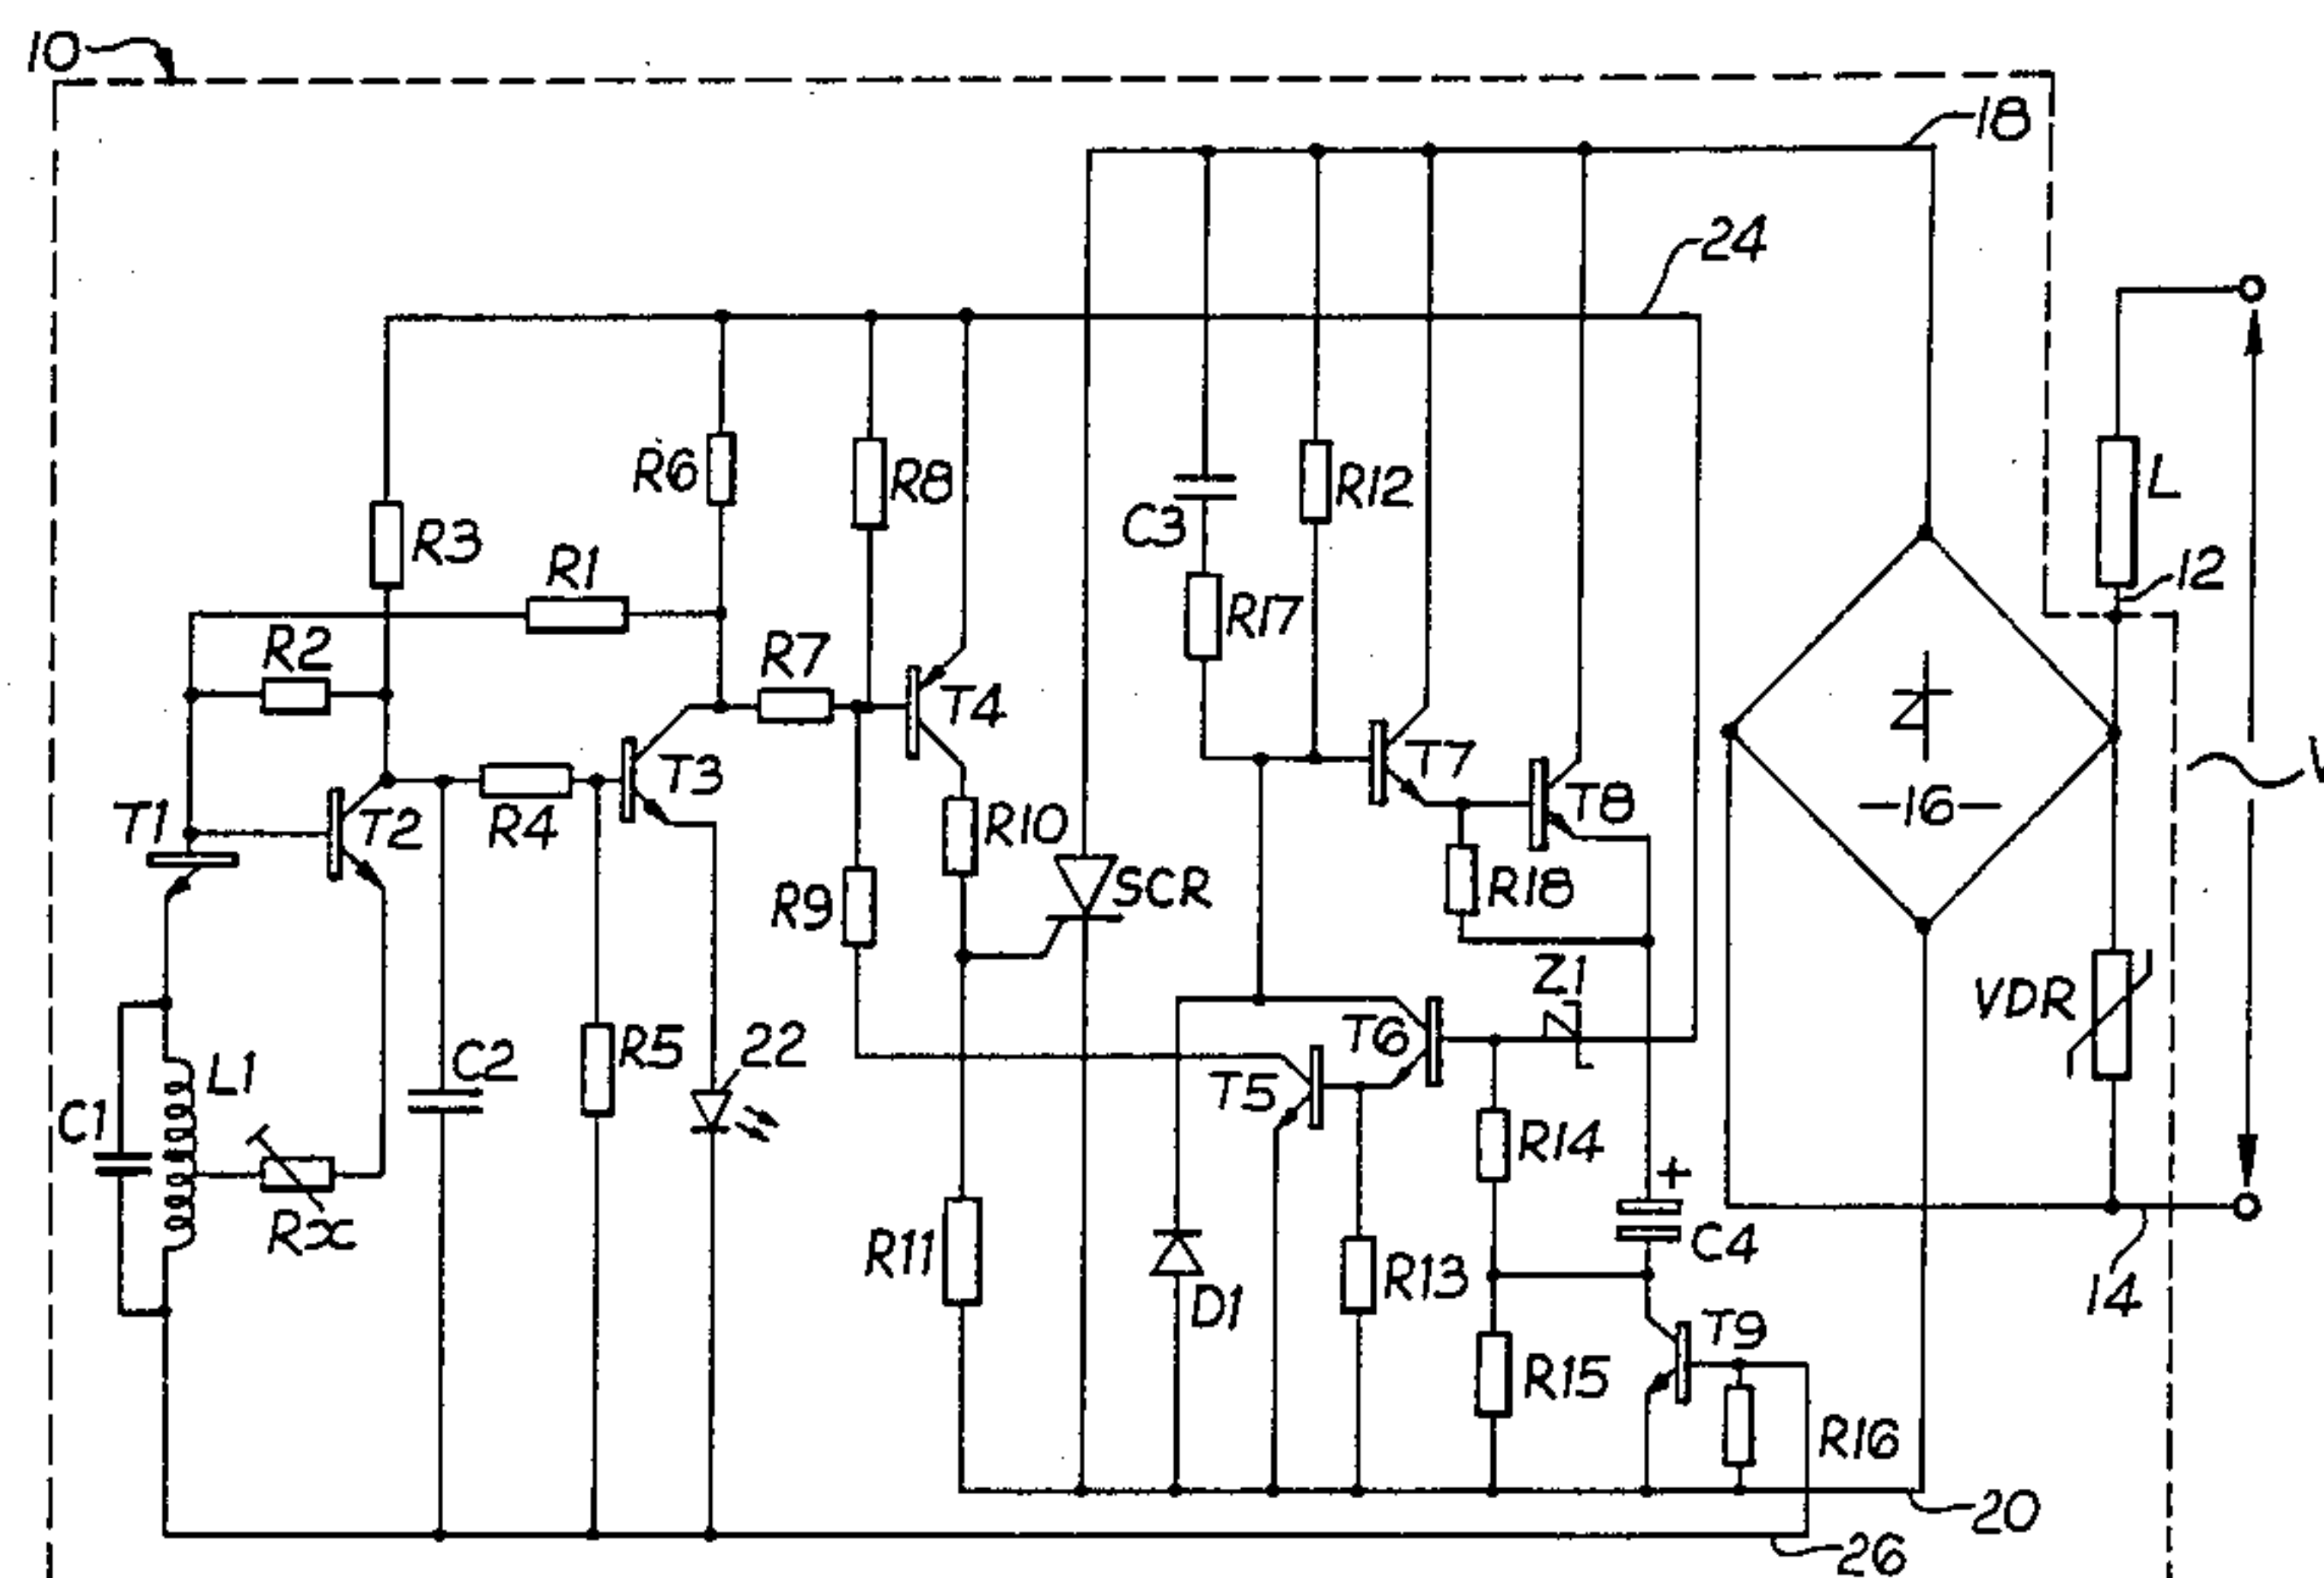 10
18
24
R6
R8
R12
L
C3
R3
R1
12
R17
R2
R7
T4
T3
T7
T1
T2
R4
R10
T8
-16-
SCR
R9
R18
Z1
VDR
T6
22
C2
R5
L1
T5
C1
R14
Rx
R11
C4
R13
+
14
D1
T9
R15
R16
20
26